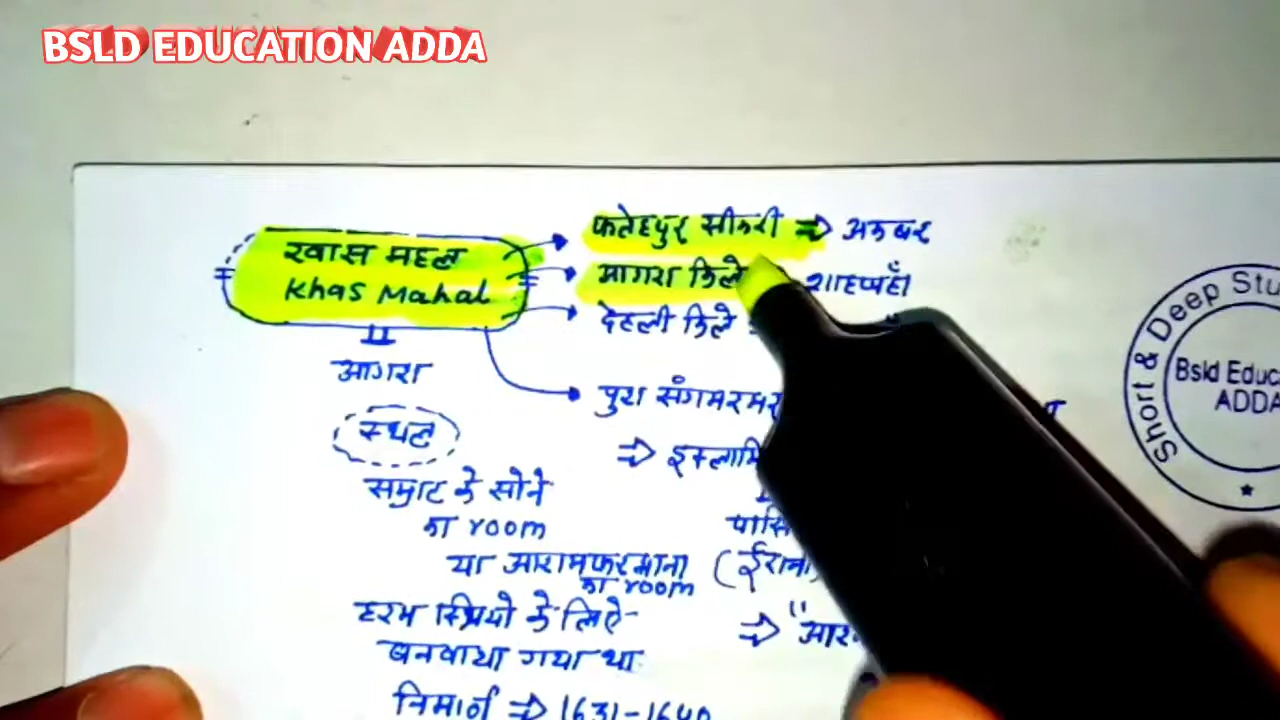 BSLD EDUCATION ADDA
खास महल
Khas Mahal
आगरा
स्थल
सम्राट के सोने
का room
या आरामफरमाना
का room
हरम स्त्रियो के लिऐ-
बनवाया गया था
निमार्ण ⇒ 1631-1640
फतेहपुर सीकरी ⇒ अकबर
आगरा किले शाहजहाँ
देहली किले
पुरा संगमरमर
⇒ इस्लामि
(ईरानी
⇒ "आर
Short & Deep Stu
Bsld Educa
ADDA